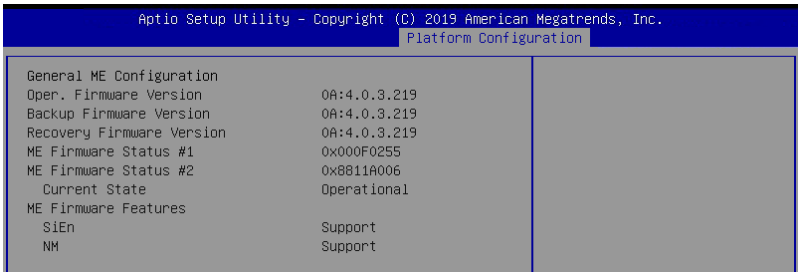 Aptio Setup Utility – Copyright (C) 2019 American Megatrends, Inc.
Platform Configuration
General ME Configuration
Oper. Firmware Version 0A:4.0.3.219
Backup Firmware Version 0A:4.0.3.219
Recovery Firmware Version 0A:4.0.3.219
ME Firmware Status #1 0x000F0255
ME Firmware Status #2 0x8811A006
Current State Operational
ME Firmware Features
SiEn Support
NM Support